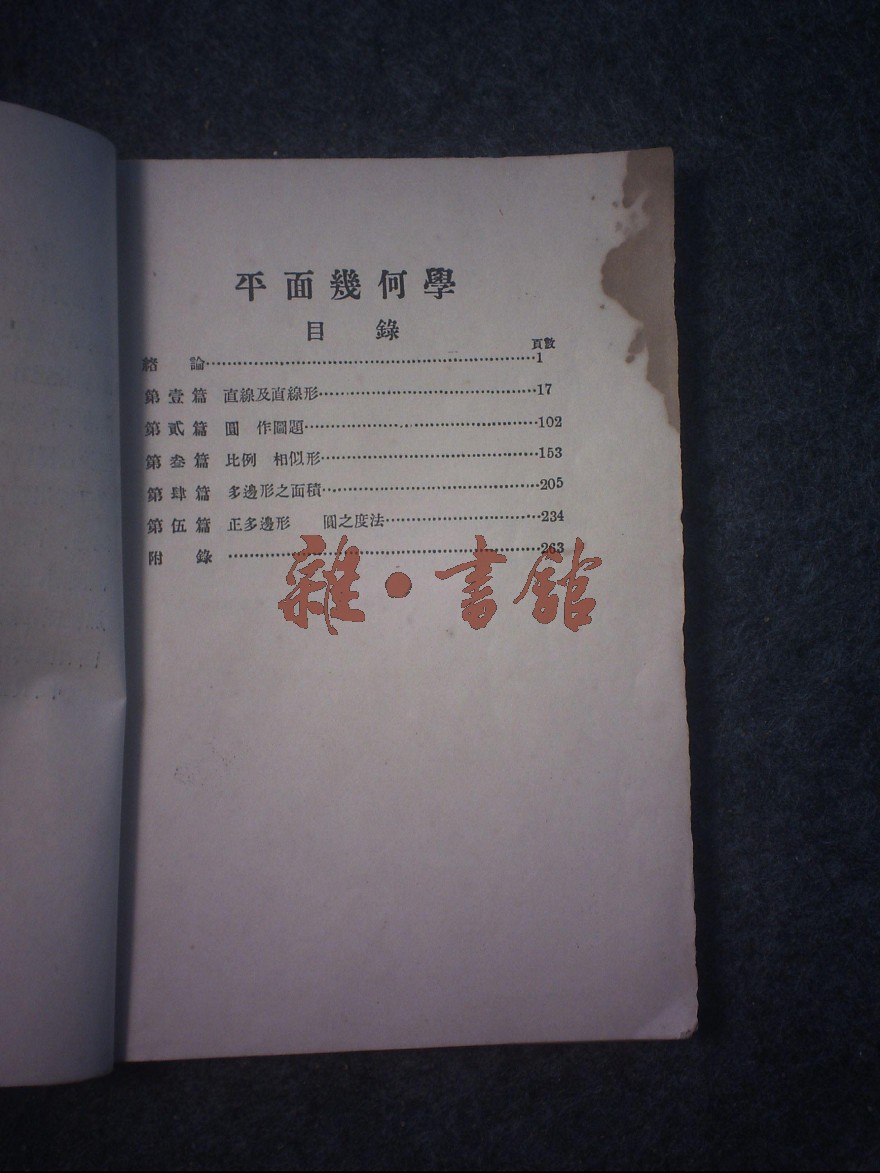 平面幾何學
目錄
頁數
緒論……1
第壹篇 直線及直線形……17
第貳篇 圓 作圖題……102
第叁篇 比例 相似形……153
第肆篇 多邊形之面積……205
第伍篇 正多邊形 圓之度法……234
附錄……263
雜·書館